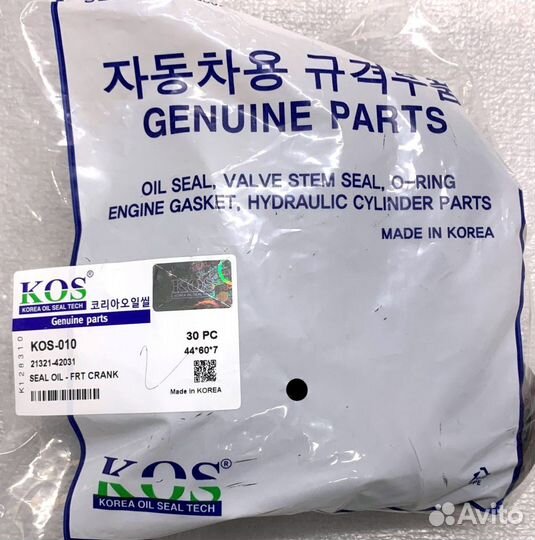 자동차용 규격부품
GENUINE PARTS
OIL SEAL, VALVE STEM SEAL, O-RING
ENGINE GASKET, HYDRAULIC CYLINDER PARTS
MADE IN KOREA
KOS®
KOREA OIL SEAL TECH
코리아오일씰
KOS
Genuine parts
KOS-010
30 PC
21321-42031
44*60*7
SEAL OIL - FRT CRANK
Made in KOREA
K128310
KOS®
KOREA OIL SEAL TECH
Avito